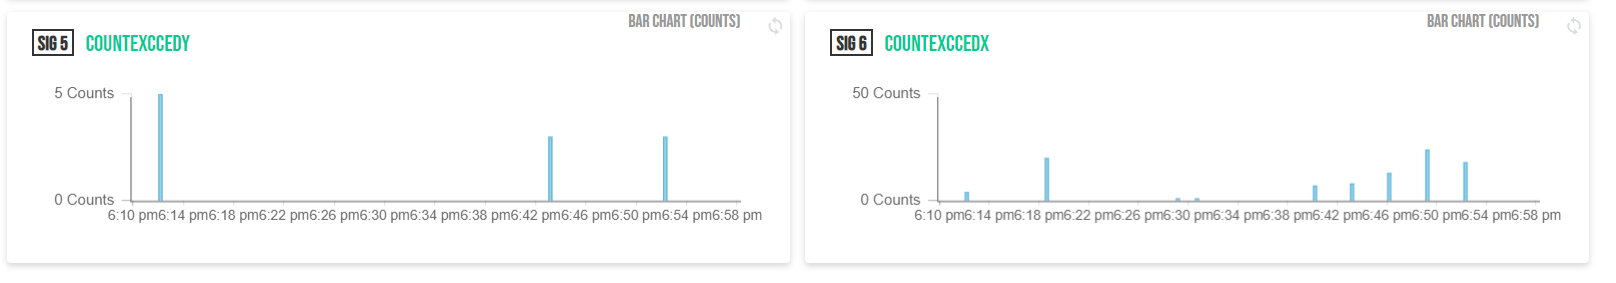 BAR CHART (COUNTS)
SIG 5 COUNTEXCCEDY
5 Counts
0 Counts
6:10 pm6:14 pm6:18 pm6:22 pm6:26 pm6:30 pm6:34 pm6:38 pm6:42 pm6:46 pm6:50 pm6:54 pm6:58 pm
BAR CHART (COUNTS)
SIG 6 COUNTEXCCEDX
50 Counts
0 Counts
6:10 pm6:14 pm6:18 pm6:22 pm6:26 pm6:30 pm6:34 pm6:38 pm6:42 pm6:46 pm6:50 pm6:54 pm6:58 pm